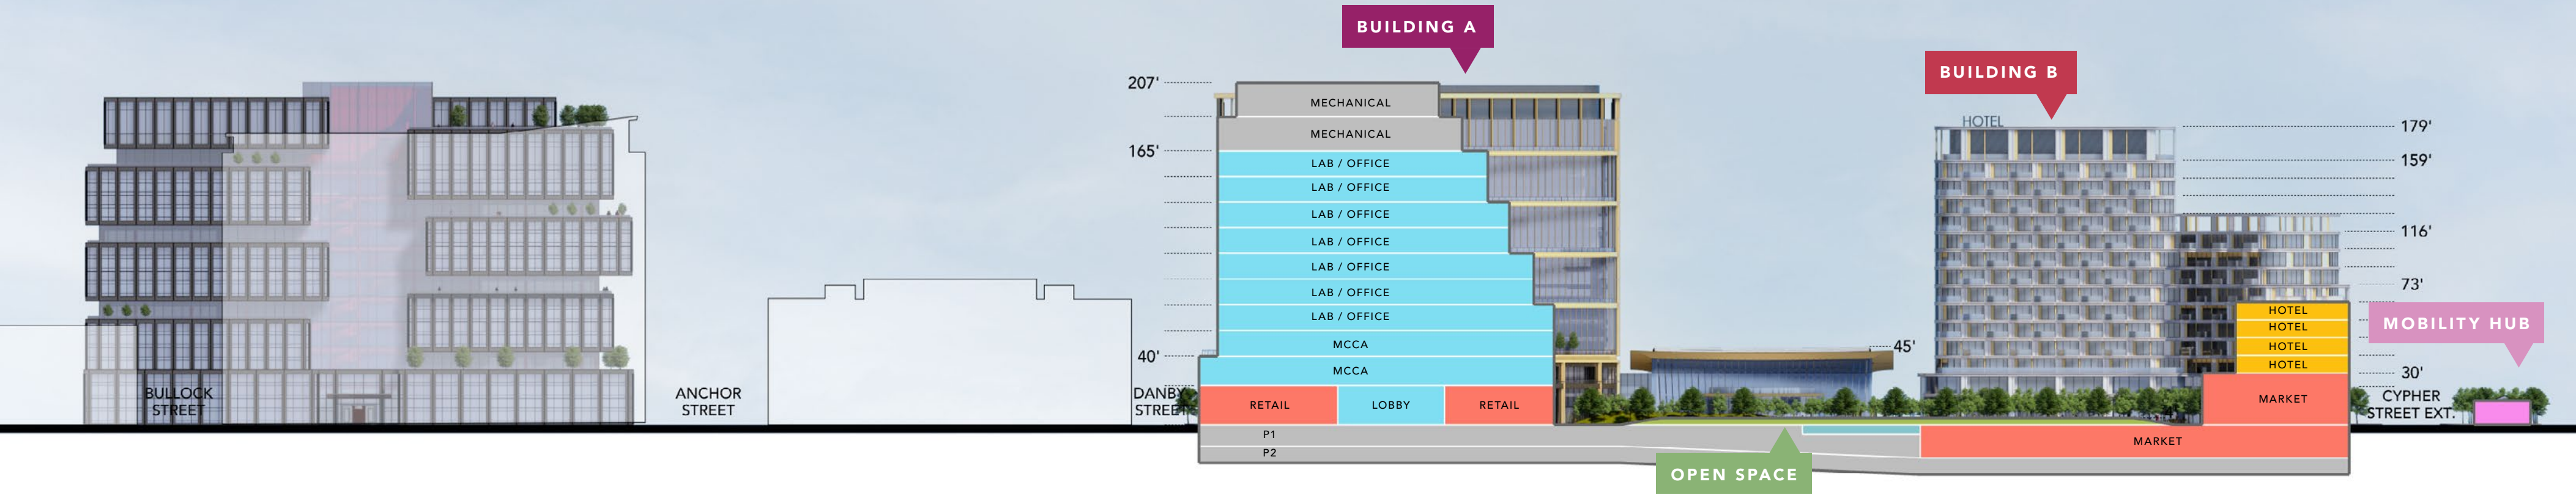 BUILDING A
BUILDING B
207'
165'
40'
MECHANICAL
MECHANICAL
LAB / OFFICE
LAB / OFFICE
LAB / OFFICE
LAB / OFFICE
LAB / OFFICE
LAB / OFFICE
LAB / OFFICE
MCCA
MCCA
RETAIL
LOBBY
RETAIL
P1
P2
BULLOCK
STREET
ANCHOR
STREET
DANBY
STREET
45'
OPEN SPACE
HOTEL
179'
159'
116'
73'
30'
HOTEL
HOTEL
HOTEL
HOTEL
MARKET
MARKET
MOBILITY HUB
CYPHER
STREET EXT.